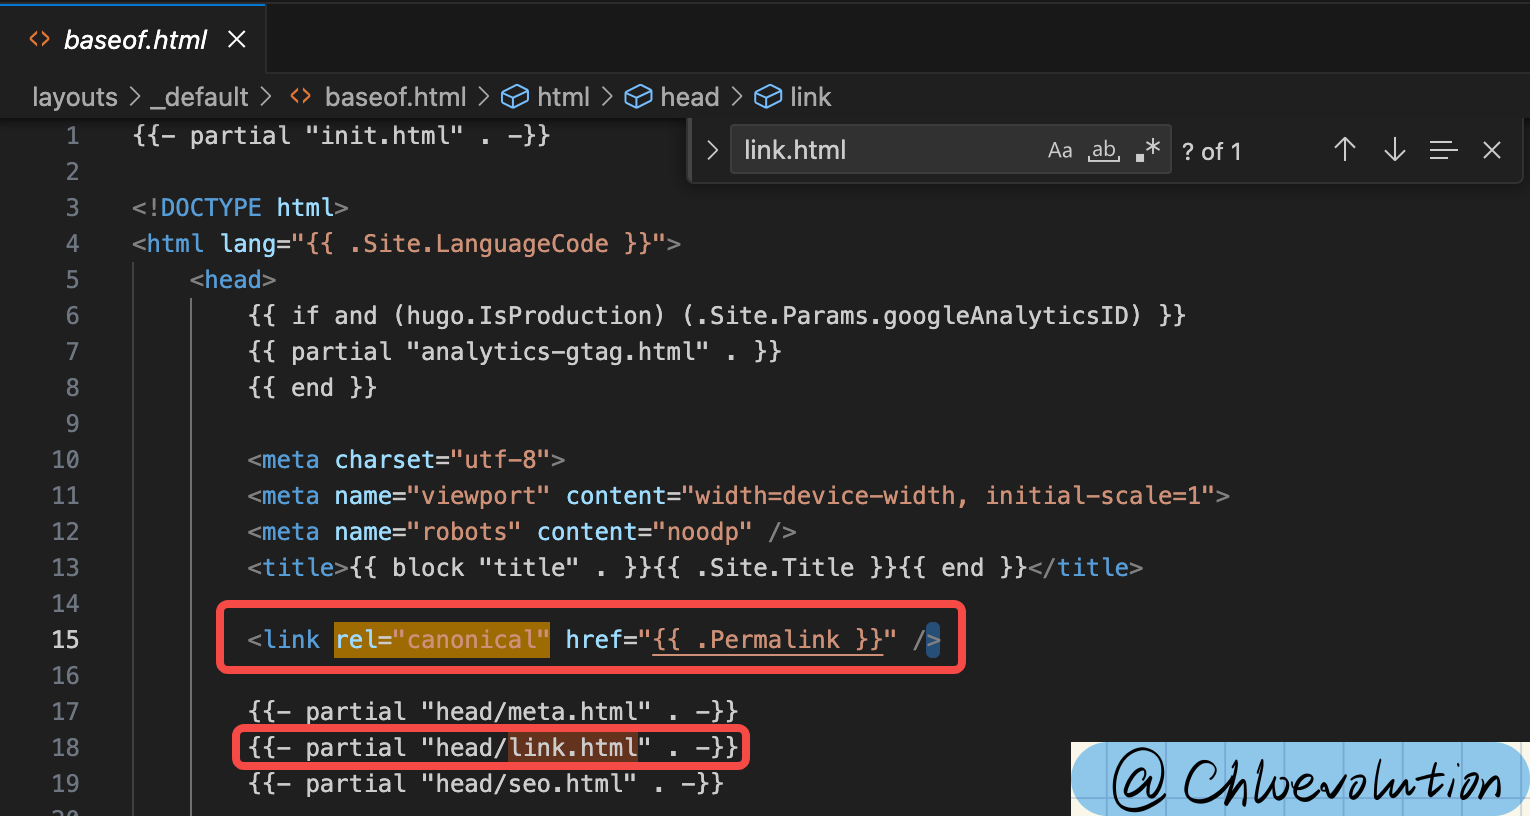 baseof.html
layouts > _default > baseof.html > html > head > link
link.html Aa ab .* ? of 1
1 {{- partial "init.html" . -}}
2
3 <!DOCTYPE html>
4 <html lang="{{ .Site.LanguageCode }}">
5 <head>
6 {{ if and (hugo.IsProduction) (.Site.Params.googleAnalyticsID) }}
7 {{ partial "analytics-gtag.html" . }}
8 {{ end }}
9
10 <meta charset="utf-8">
11 <meta name="viewport" content="width=device-width, initial-scale=1">
12 <meta name="robots" content="noodp" />
13 <title>{{ block "title" . }}{{ .Site.Title }}{{ end }}</title>
14
15 <link rel="canonical" href="{{ .Permalink }}" />
16
17 {{- partial "head/meta.html" . -}}
18 {{- partial "head/link.html" . -}}
19 {{- partial "head/seo.html" . -}}
20
@Chloevolution